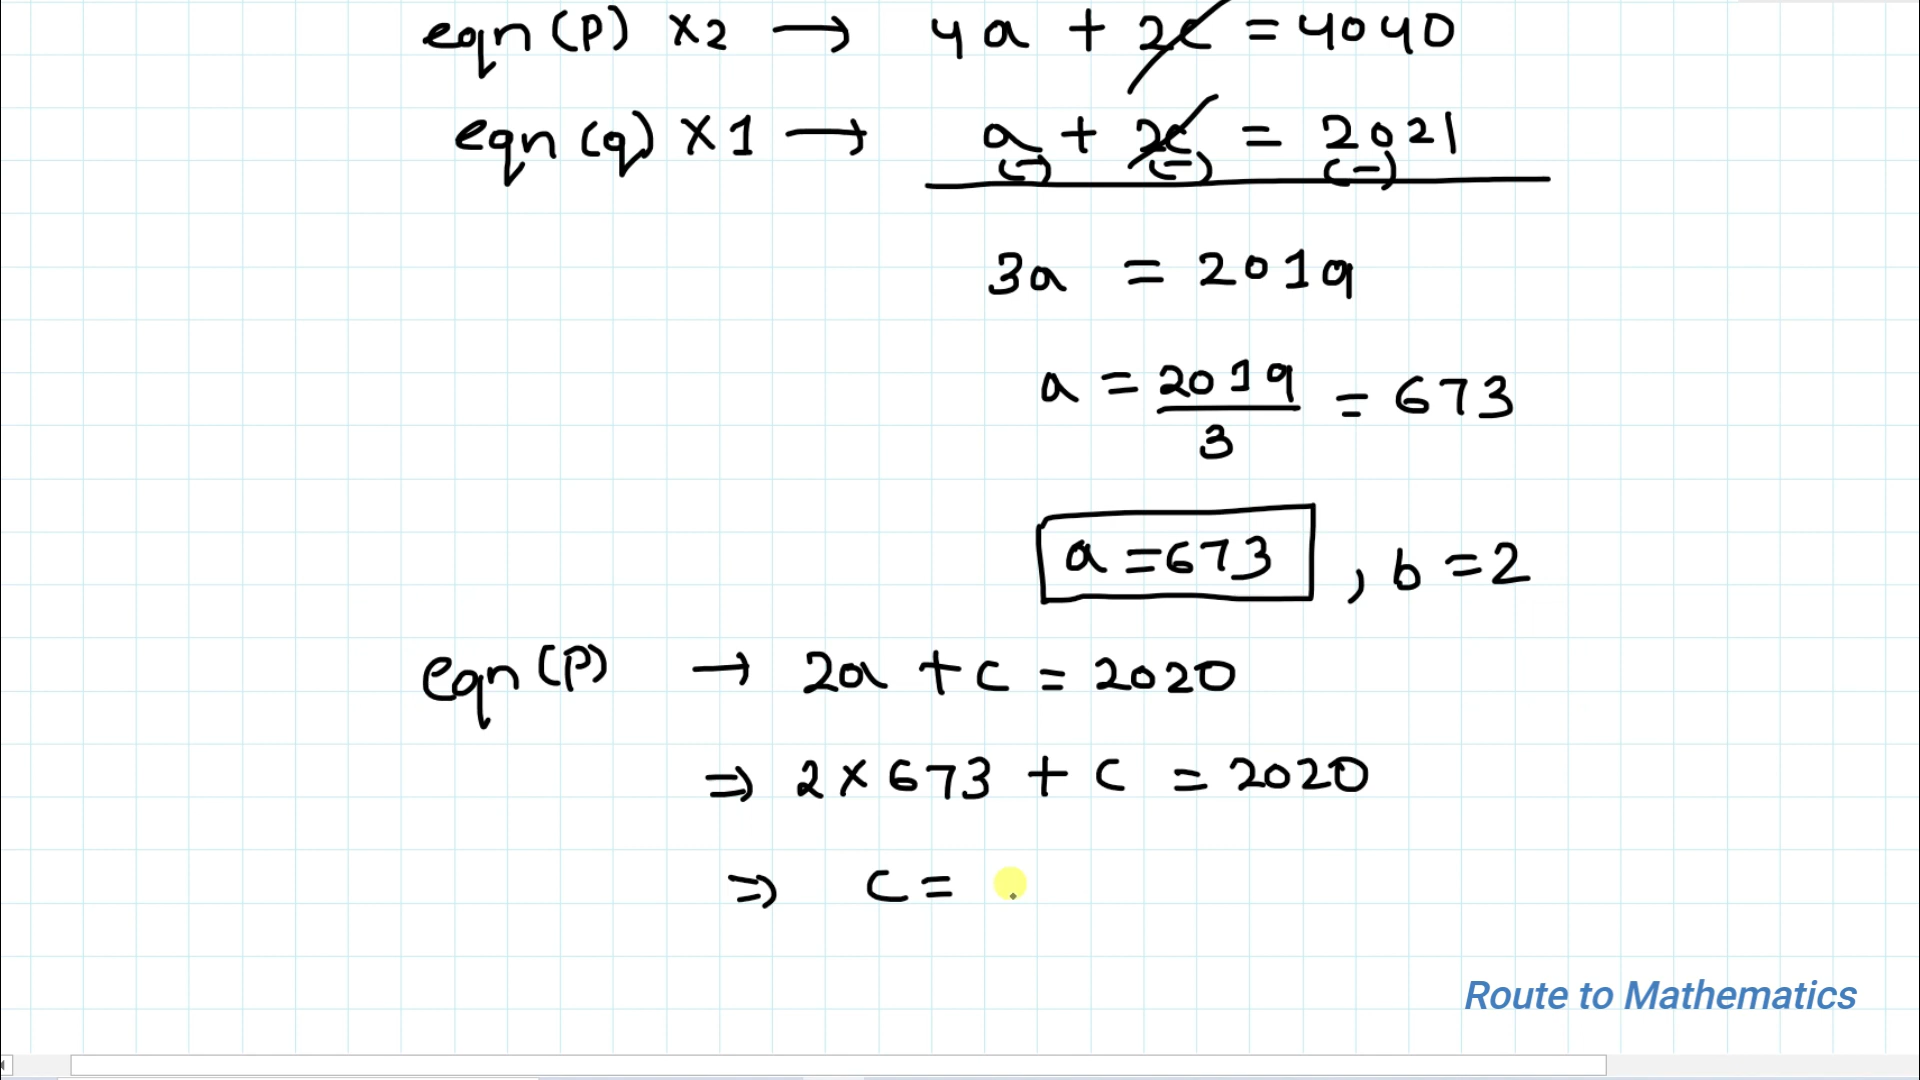 eqn (P) ×2 → 4a + 2c = 4040
eqn (q) ×1 → a + 2c = 2021
(-) (-) (-)
3a = 2019
a = 2019/3 = 673
a = 673 , b = 2
eqn (P) → 2a + c = 2020
⇒ 2 × 673 + c = 2020
⇒ c =
Route to Mathematics